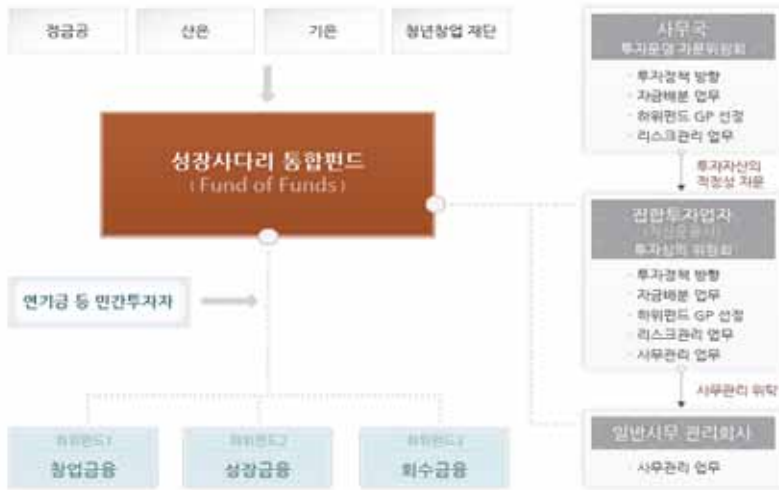 정금공
산은
기은
청년창업 재단
성장사다리 통합펀드
(Fund of Funds)
연기금 등 민간투자자
하위펀드1
창업금융
하위펀드2
성장금융
하위펀드3
회수금융
사무국
투자운영 자문위원회
· 투자정책 방향
· 자금배분 업무
· 하위펀드 GP 선정
· 리스크관리 업무
투자자산의
적정성 자문
집합투자업자
(자산운용사)
투자심의 위원회
· 투자정책 방향
· 자금배분 업무
· 하위펀드 GP 선정
· 리스크관리 업무
· 사무관리 업무
사무관리 위탁
일반사무 관리회사
· 사무관리 업무